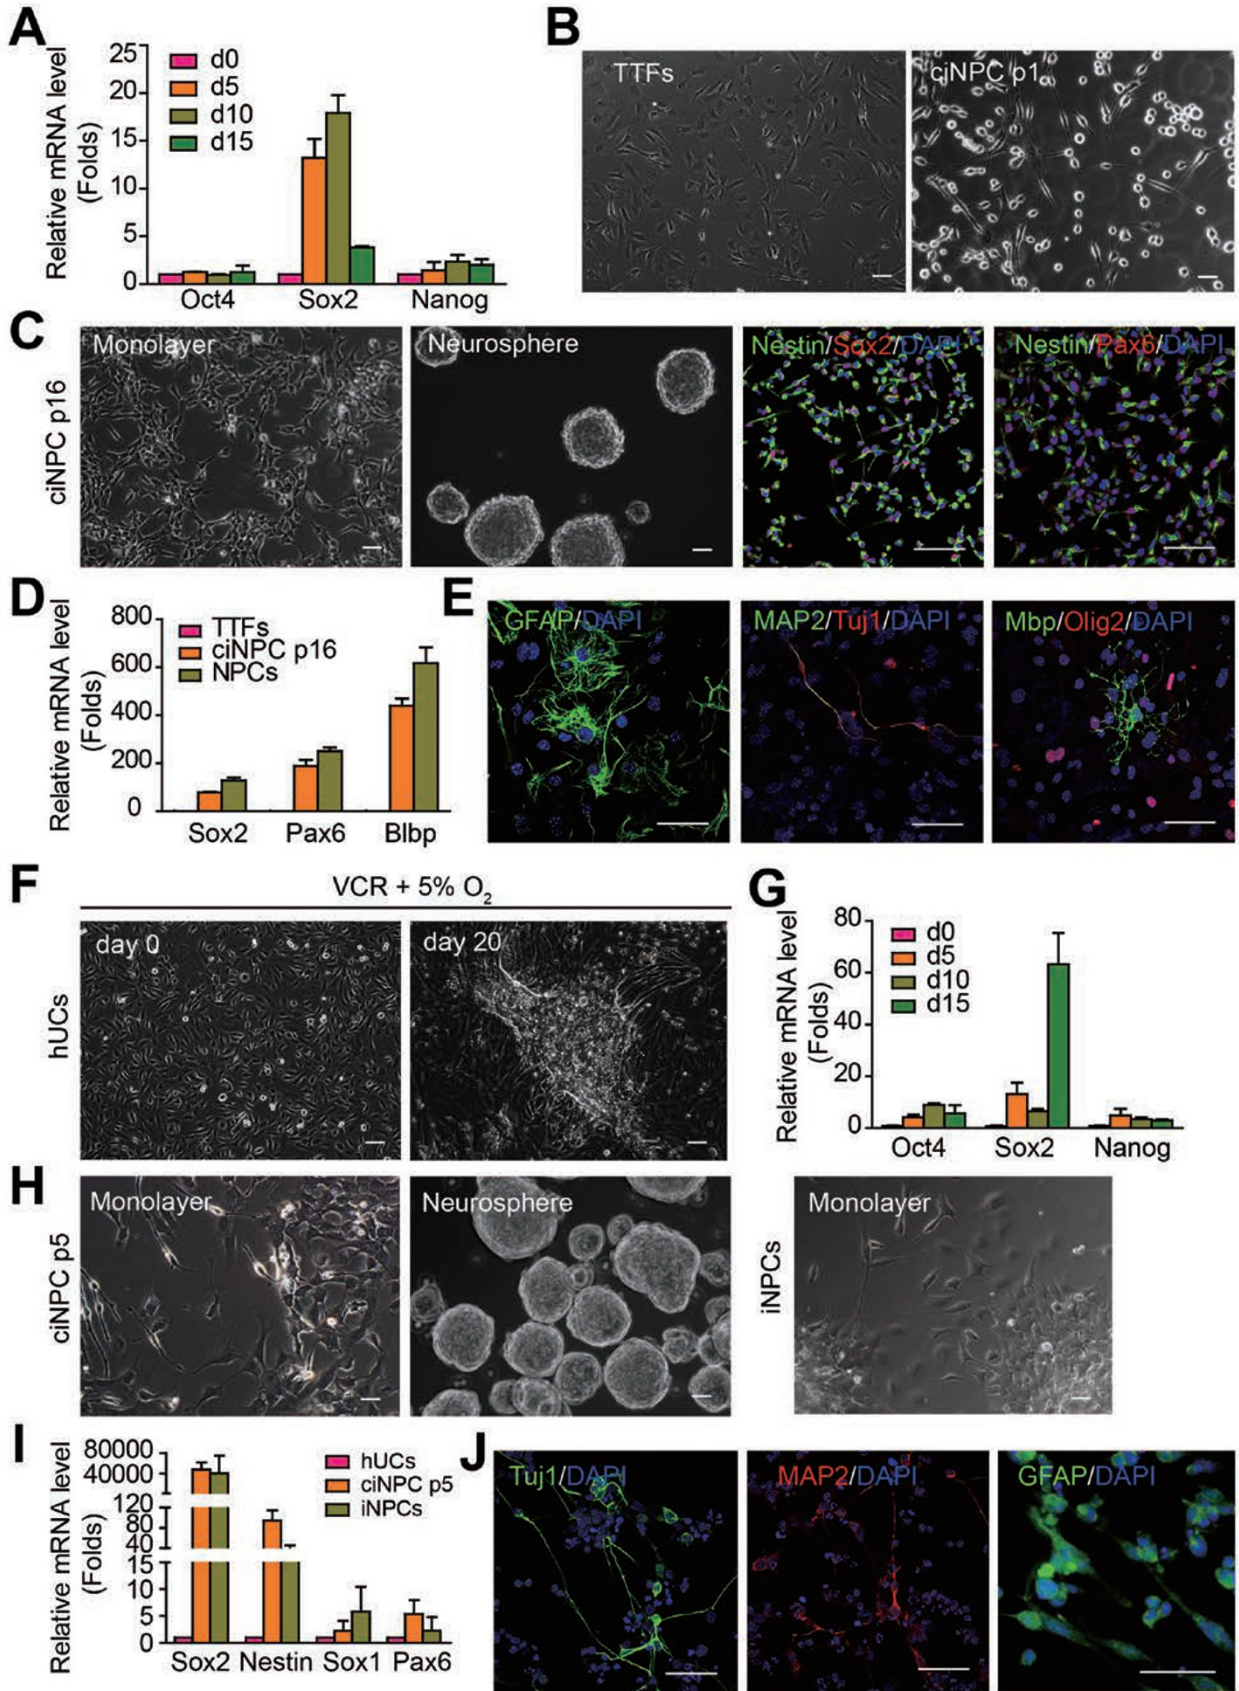 A
Relative mRNA level
(Folds)
25
20
15
10
5
0
d0
d5
d10
d15
Oct4 Sox2 Nanog
B
TTFs
ciNPC p1
C
ciNPC p16
Monolayer
Neurosphere
Nestin/Sox2/DAPI
Nestin/Pax6/DAPI
D
Relative mRNA level
(Folds)
800
600
400
200
0
TTFs
ciNPC p16
NPCs
Sox2 Pax6 Blbp
E
GFAP/DAPI
MAP2/Tuj1/DAPI
Mbp/Olig2/DAPI
F
VCR + 5% O2
hUCs
day 0
day 20
G
Relative mRNA level
(Folds)
80
60
40
20
0
d0
d5
d10
d15
Oct4 Sox2 Nanog
H
ciNPC p5
Monolayer
Neurosphere
iNPCs
Monolayer
I
Relative mRNA level
(Folds)
80000
40000
120
80
40
15
10
5
0
hUCs
ciNPC p5
iNPCs
Sox2 Nestin Sox1 Pax6
J
Tuj1/DAPI
MAP2/DAPI
GFAP/DAPI